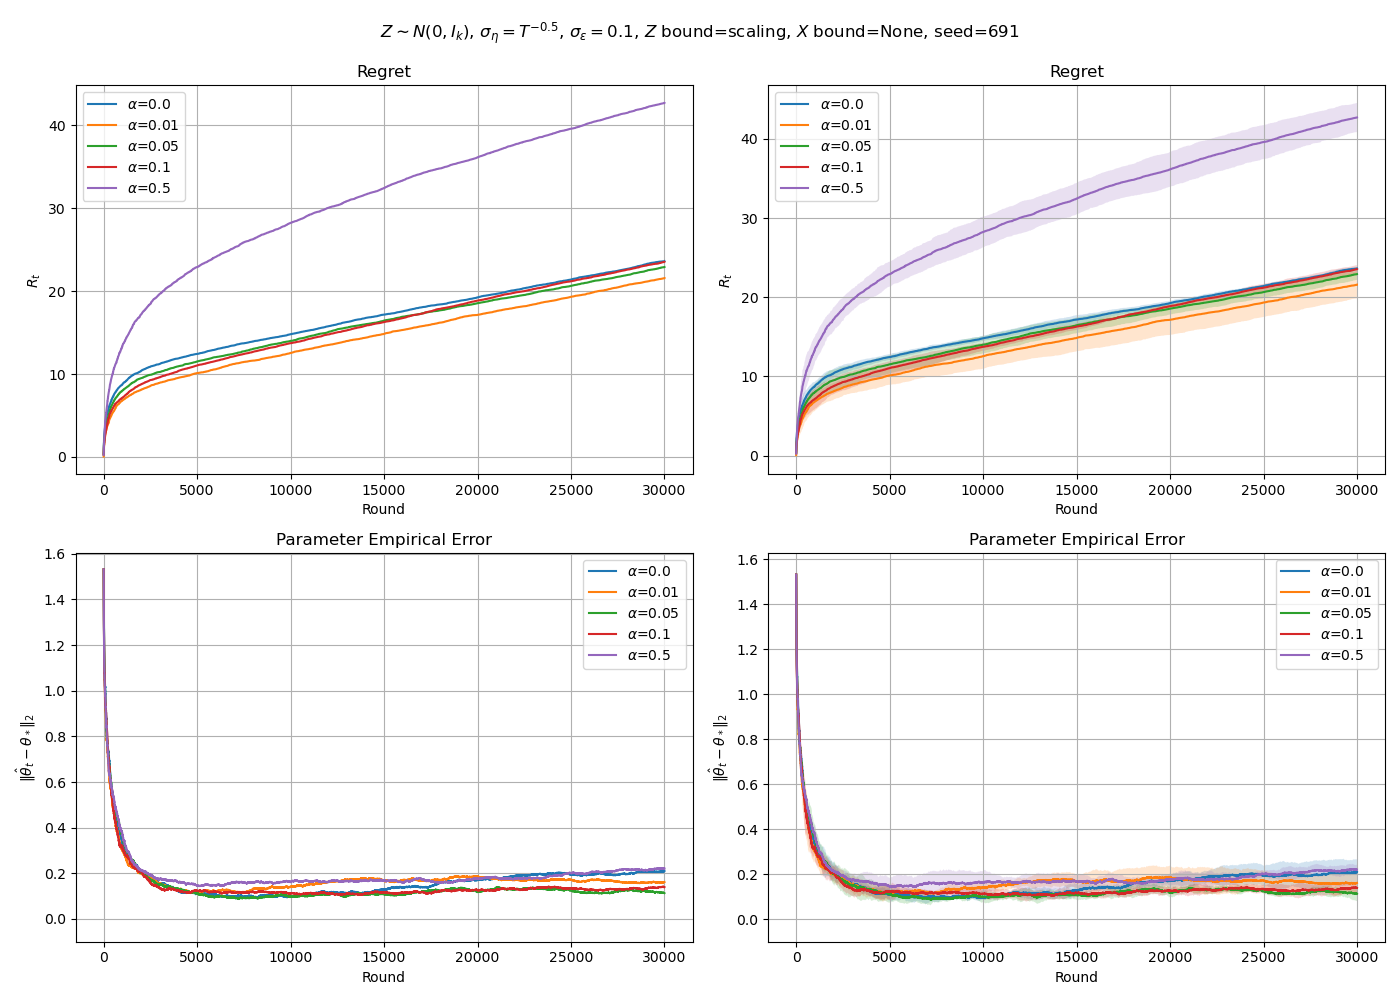 Z ∼ N(0, I_k), σ_η = T^{−0.5}, σ_ε = 0.1, Z bound=scaling, X bound=None, seed=691
Regret
R_t
40
30
20
10
0
0 5000 10000 15000 20000 25000 30000
Round
α=0.0
α=0.01
α=0.05
α=0.1
α=0.5
Regret
R_t
40
30
20
10
0
0 5000 10000 15000 20000 25000 30000
Round
α=0.0
α=0.01
α=0.05
α=0.1
α=0.5
Parameter Empirical Error
‖θ̂_t − θ_*‖_2
1.6
1.4
1.2
1.0
0.8
0.6
0.4
0.2
0.0
0 5000 10000 15000 20000 25000 30000
Round
α=0.0
α=0.01
α=0.05
α=0.1
α=0.5
Parameter Empirical Error
‖θ̂_t − θ_*‖_2
1.6
1.4
1.2
1.0
0.8
0.6
0.4
0.2
0.0
0 5000 10000 15000 20000 25000 30000
Round
α=0.0
α=0.01
α=0.05
α=0.1
α=0.5